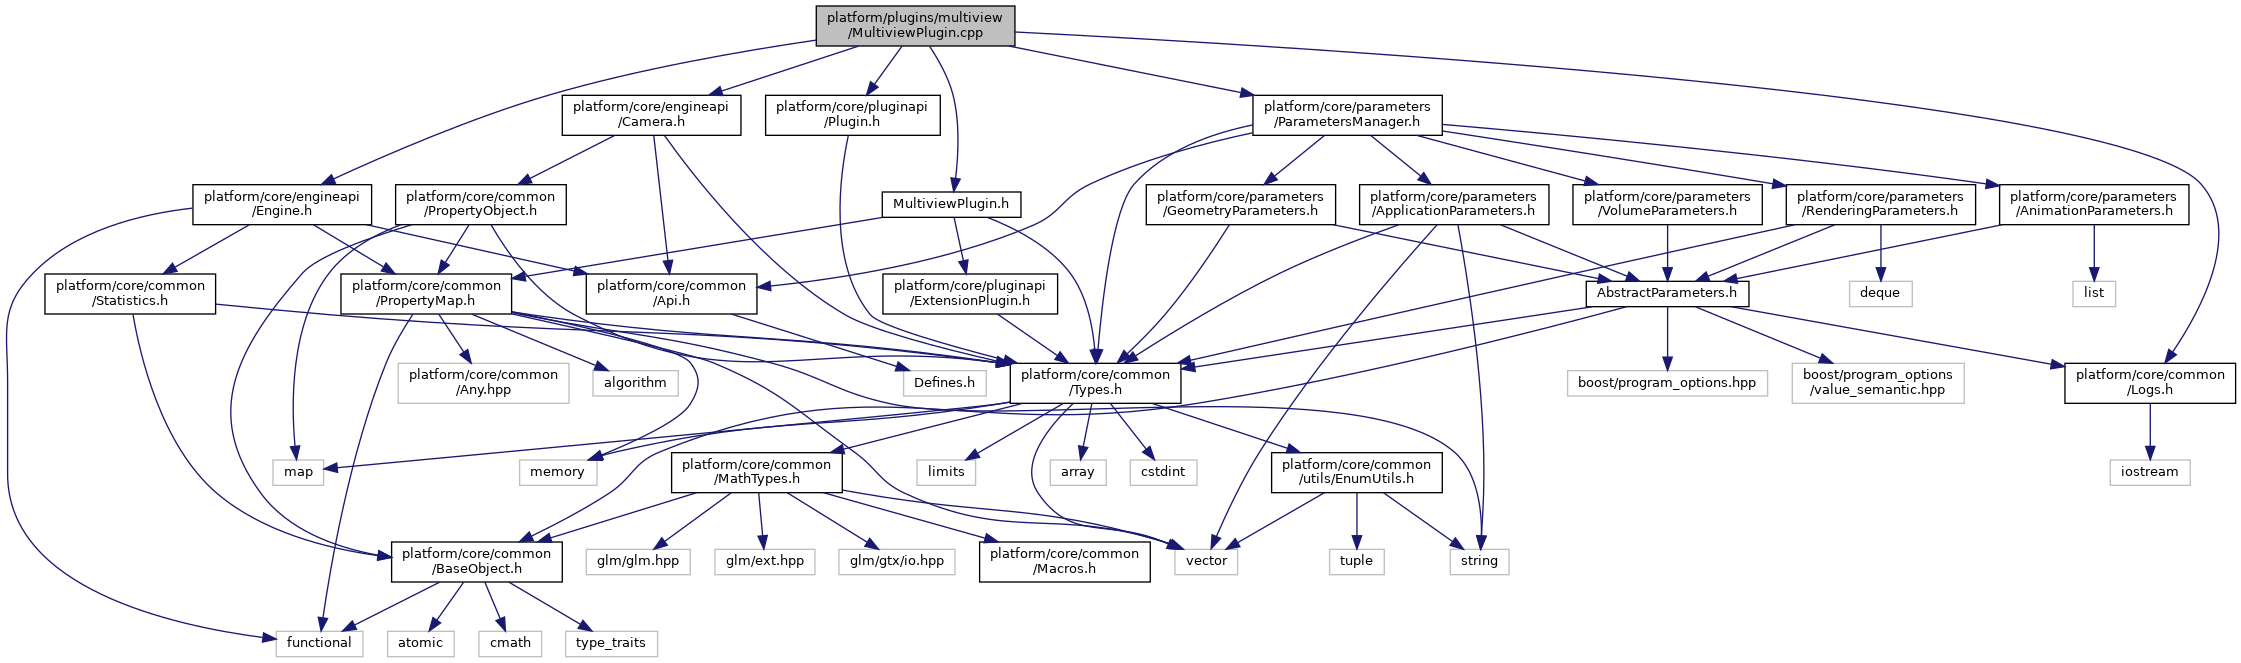 platform/plugins/multiview
/MultiviewPlugin.cpp
platform/core/engineapi
/Camera.h
platform/core/pluginapi
/Plugin.h
platform/core/parameters
/ParametersManager.h
platform/core/engineapi
/Engine.h
platform/core/common
/PropertyObject.h
MultiviewPlugin.h
platform/core/parameters
/GeometryParameters.h
platform/core/parameters
/ApplicationParameters.h
platform/core/parameters
/VolumeParameters.h
platform/core/parameters
/RenderingParameters.h
platform/core/parameters
/AnimationParameters.h
platform/core/common
/Statistics.h
platform/core/common
/PropertyMap.h
platform/core/common
/Api.h
platform/core/pluginapi
/ExtensionPlugin.h
AbstractParameters.h
deque
list
platform/core/common
/Any.hpp
algorithm
Defines.h
platform/core/common
/Types.h
boost/program_options.hpp
boost/program_options
/value_semantic.hpp
platform/core/common
/Logs.h
map
memory
platform/core/common
/MathTypes.h
limits
array
cstdint
platform/core/common
/utils/EnumUtils.h
iostream
platform/core/common
/BaseObject.h
glm/glm.hpp
glm/ext.hpp
glm/gtx/io.hpp
platform/core/common
/Macros.h
vector
tuple
string
functional
atomic
cmath
type_traits